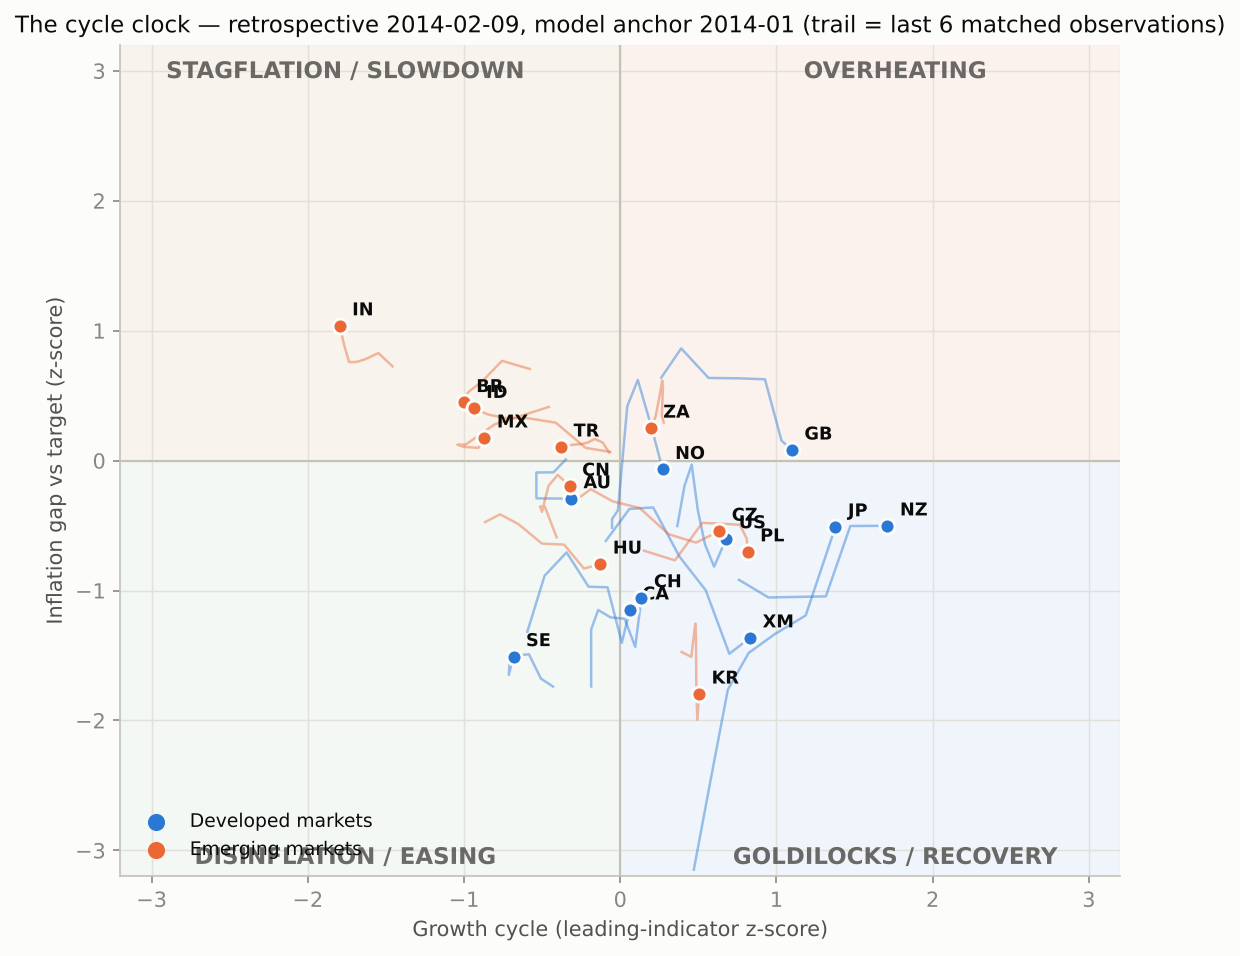 The cycle clock — retrospective 2014-02-09, model anchor 2014-01 (trail = last 6 matched observations)
STAGFLATION / SLOWDOWN
OVERHEATING
3
2
1
0
−1
−2
−3
Inflation gap vs target (z-score)
IN
BR
ID
MX
TR
ZA
GB
NO
CN
AU
CZ
US
PL
JP
NZ
HU
CH
CA
SE
XM
KR
Developed markets
Emerging markets
DISINFLATION / EASING
GOLDILOCKS / RECOVERY
−3
−2
−1
0
1
2
3
Growth cycle (leading-indicator z-score)